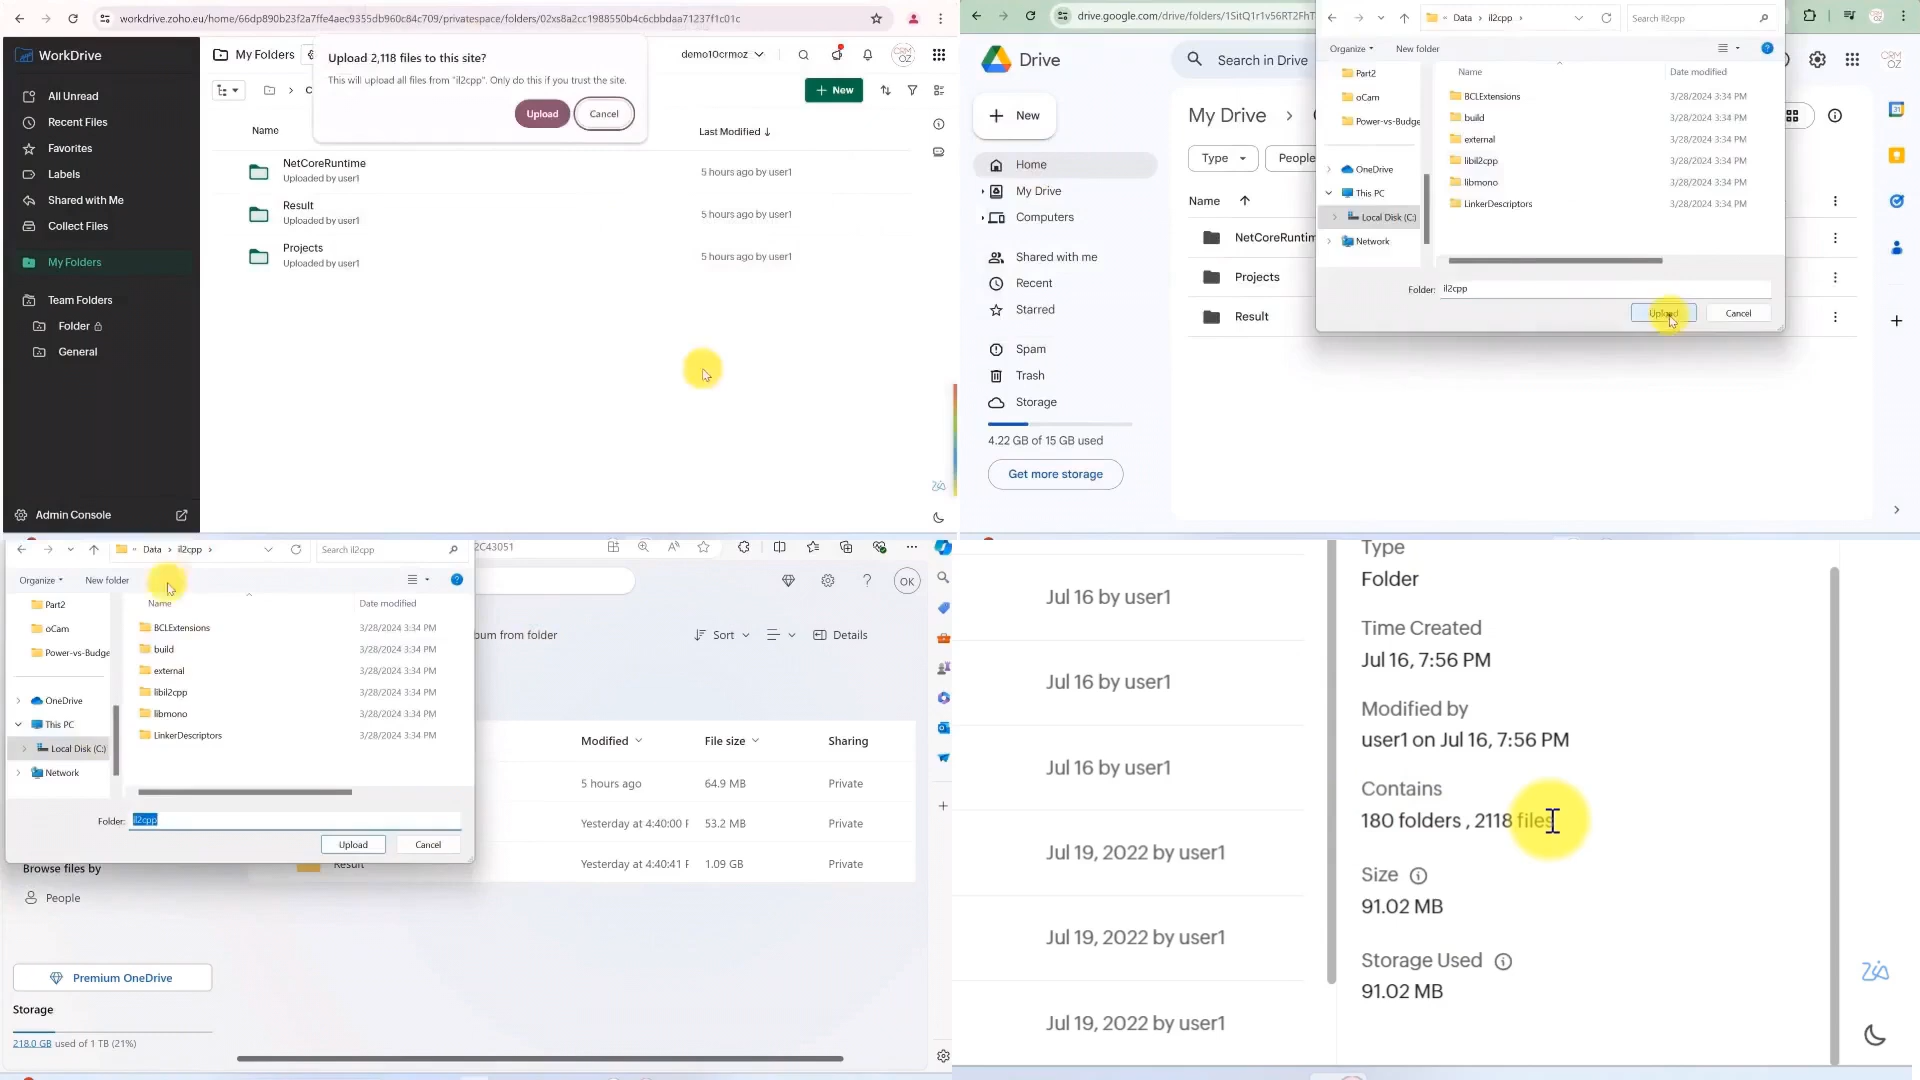 workdrive.zoho.eu/home/66dp890b23f2a7ffe4aec9355db960c84c709/privatespace/folders/02xs8a2cc1988550b4c6cbbdaa71237f1c01c
WorkDrive
All Unread
Recent Files
Favorites
Labels
Shared with Me
Collect Files
My Folders
Team Folders
Folder
General
Admin Console
My Folders
Upload 2,118 files to this site?
This will upload all files from "il2cpp". Only do this if you trust the site.
Upload
Cancel
demo10crmoz
New
Name
Last Modified
NetCoreRuntime
Uploaded by user1
5 hours ago by user1
Result
Uploaded by user1
5 hours ago by user1
Projects
Uploaded by user1
5 hours ago by user1
drive.google.com/drive/folders/1SitQ1r1v56RT2FhT
Drive
Search in Drive
New
Home
My Drive
Computers
Shared with me
Recent
Starred
Spam
Trash
Storage
4.22 GB of 15 GB used
Get more storage
My Drive
Type
People
Name
NetCoreRuntim
Projects
Result
Data
il2cpp
Search il2cpp
Organize
New folder
Part2
oCam
Power-vs-Budge
OneDrive
This PC
Local Disk (C:)
Network
Name
Date modified
BCLExtensions
3/28/2024 3:34 PM
build
3/28/2024 3:34 PM
external
3/28/2024 3:34 PM
libil2cpp
3/28/2024 3:34 PM
libmono
3/28/2024 3:34 PM
LinkerDescriptors
3/28/2024 3:34 PM
Folder:
il2cpp
Upload
Cancel
CRM
OZ
Data
il2cpp
Search il2cpp
Organize
New folder
Part2
oCam
Power-vs-Budge
OneDrive
This PC
Local Disk (C:)
Network
Name
Date modified
BCLExtensions
3/28/2024 3:34 PM
build
3/28/2024 3:34 PM
external
3/28/2024 3:34 PM
libil2cpp
3/28/2024 3:34 PM
libmono
3/28/2024 3:34 PM
LinkerDescriptors
3/28/2024 3:34 PM
Folder:
il2cpp
Upload
Cancel
2C43051
OK
bum from folder
Sort
Details
Modified
File size
Sharing
5 hours ago
64.9 MB
Private
Yesterday at 4:40:00 P
53.2 MB
Private
Result
Yesterday at 4:40:41 P
1.09 GB
Private
Browse files by
People
Premium OneDrive
Storage
218.0 GB used of 1 TB (21%)
Jul 16 by user1
Jul 16 by user1
Jul 16 by user1
Jul 19, 2022 by user1
Jul 19, 2022 by user1
Jul 19, 2022 by user1
Type
Folder
Time Created
Jul 16, 7:56 PM
Modified by
user1 on Jul 16, 7:56 PM
Contains
180 folders , 2118 files
Size
91.02 MB
Storage Used
91.02 MB